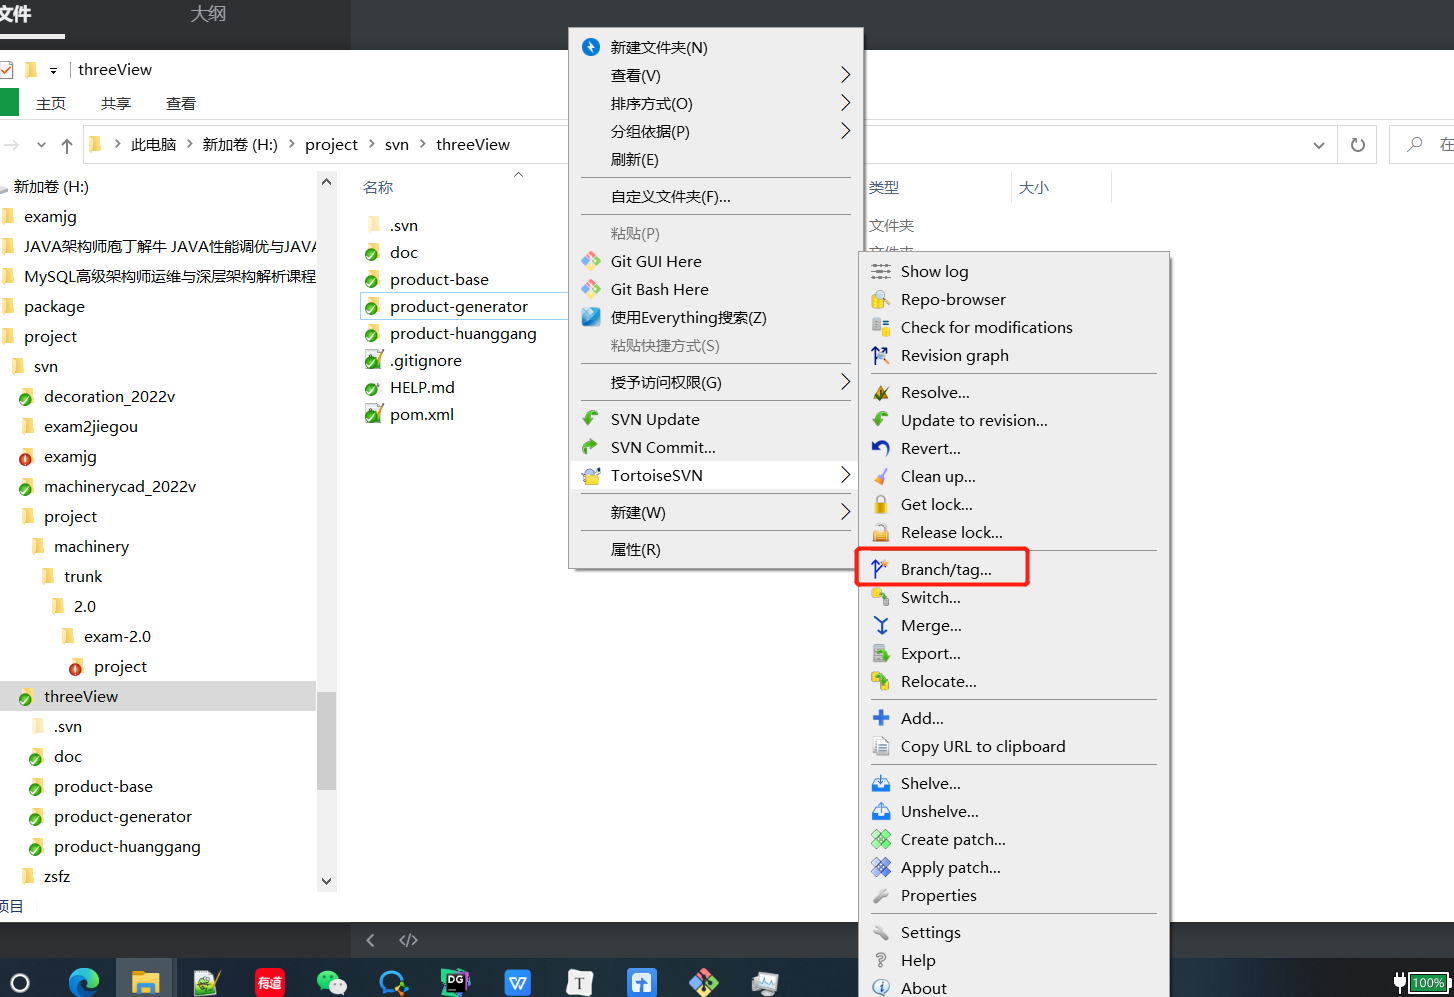 文件
大纲
threeView
主页
共享
查看
此电脑
新加卷 (H:)
project
svn
threeView
在
新加卷 (H:)
examjg
JAVA架构师庖丁解牛 JAVA性能调优与JAVA
MySQL高级架构师运维与深层架构解析课程
package
project
svn
decoration_2022v
exam2jiegou
examjg
machinerycad_2022v
project
machinery
trunk
2.0
exam-2.0
project
threeView
.svn
doc
product-base
product-generator
product-huanggang
zsfz
项目
名称
类型
大小
.svn
文件夹
doc
文件夹
product-base
product-generator
product-huanggang
.gitignore
HELP.md
pom.xml
新建文件夹(N)
查看(V)
排序方式(O)
分组依据(P)
刷新(E)
自定义文件夹(F)...
粘贴(P)
Git GUI Here
Git Bash Here
使用Everything搜索(Z)
粘贴快捷方式(S)
授予访问权限(G)
SVN Update
SVN Commit...
TortoiseSVN
新建(W)
属性(R)
Show log
Repo-browser
Check for modifications
Revision graph
Resolve...
Update to revision...
Revert...
Clean up...
Get lock...
Release lock...
Branch/tag...
Switch...
Merge...
Export...
Relocate...
Add...
Copy URL to clipboard
Shelve...
Unshelve...
Create patch...
Apply patch...
Properties
Settings
Help
About
有道
DG
W
T
100%